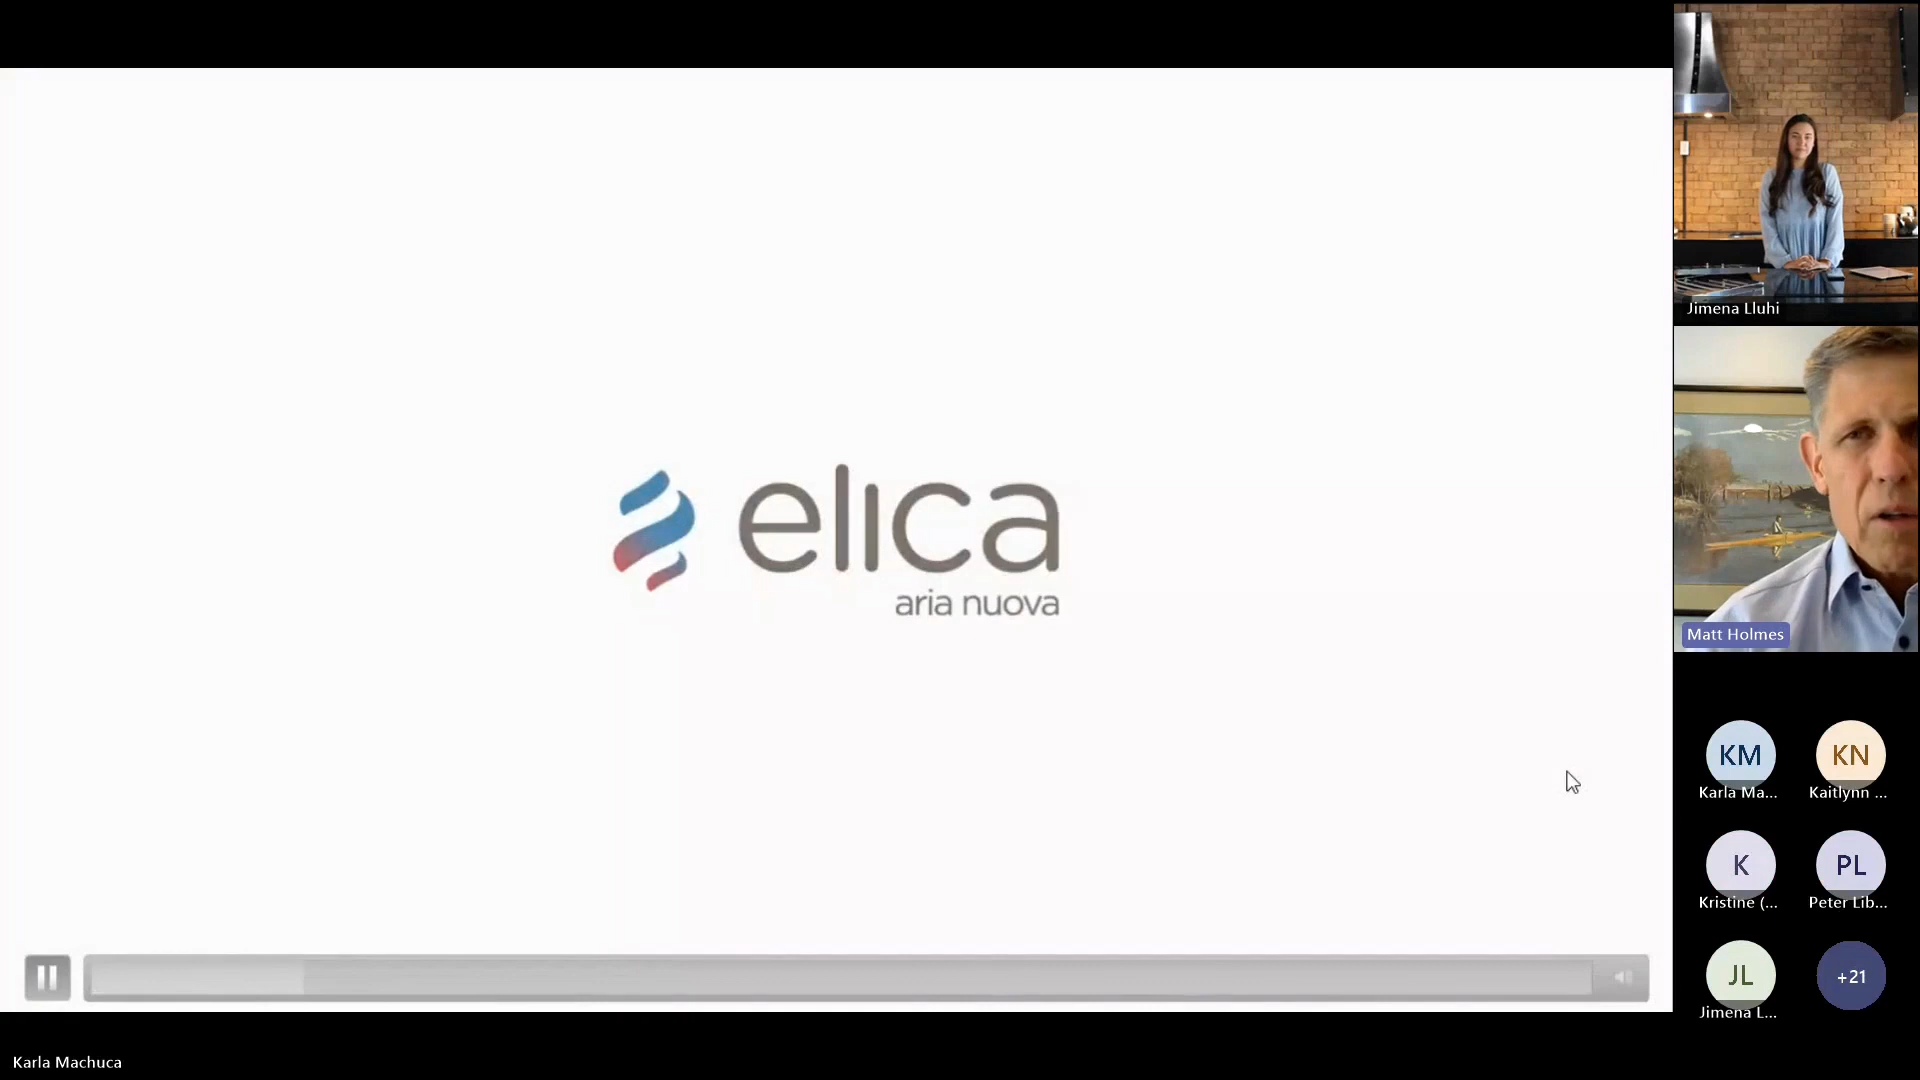 elica
aria nuova
Jimena Lluhi
Matt Holmes
KM
Karla Ma...
KN
Kaitlynn ...
K
Kristine (...
PL
Peter Lib...
JL
Jimena L...
+21
Karla Machuca